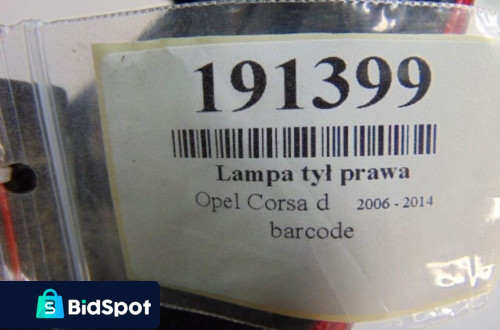 191399
Lampa tył prawa
Opel Corsa d 2006 - 2014
barcode
BidSpot